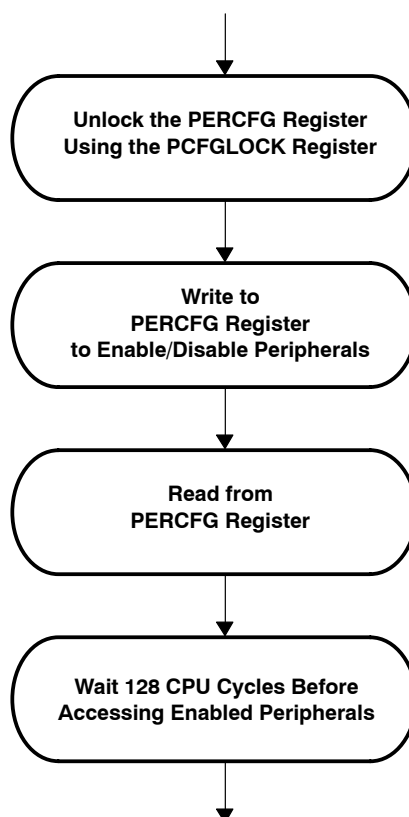 Unlock the PERCFG Register
Using the PCFGLOCK Register
Write to
PERCFG Register
to Enable/Disable Peripherals
Read from
PERCFG Register
Wait 128 CPU Cycles Before
Accessing Enabled Peripherals